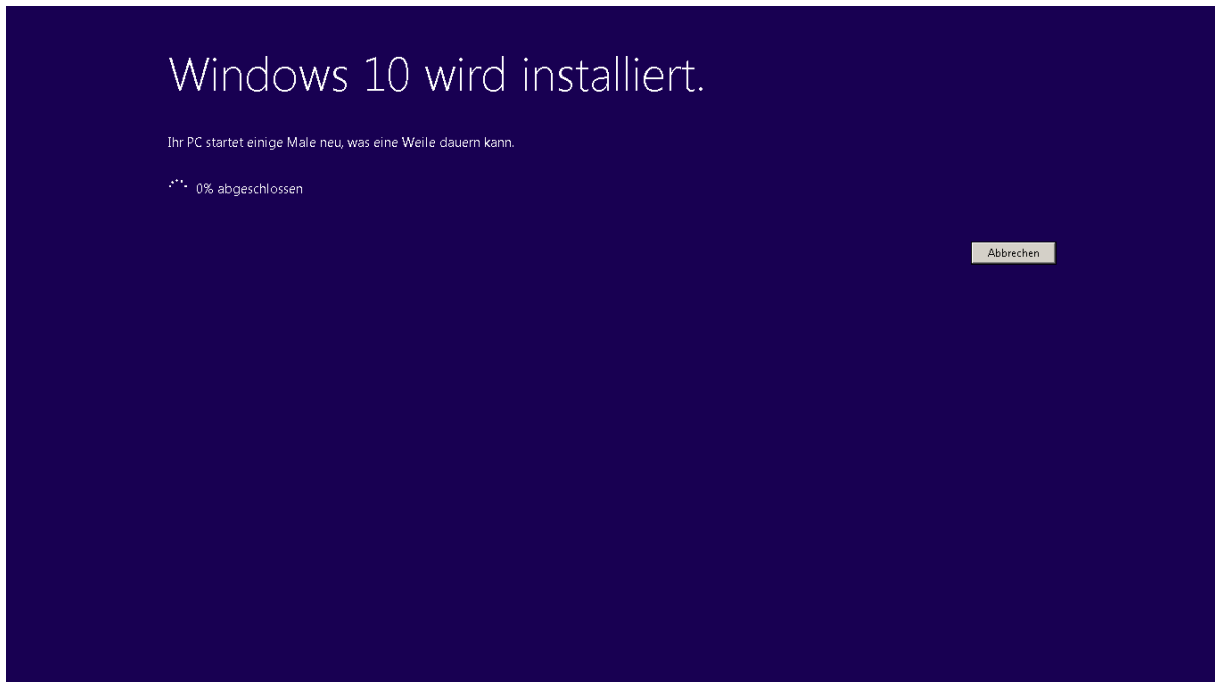 Windows 10 wird installiert.
Ihr PC startet einige Male neu, was eine Weile dauern kann.
0% abgeschlossen
Abbrechen